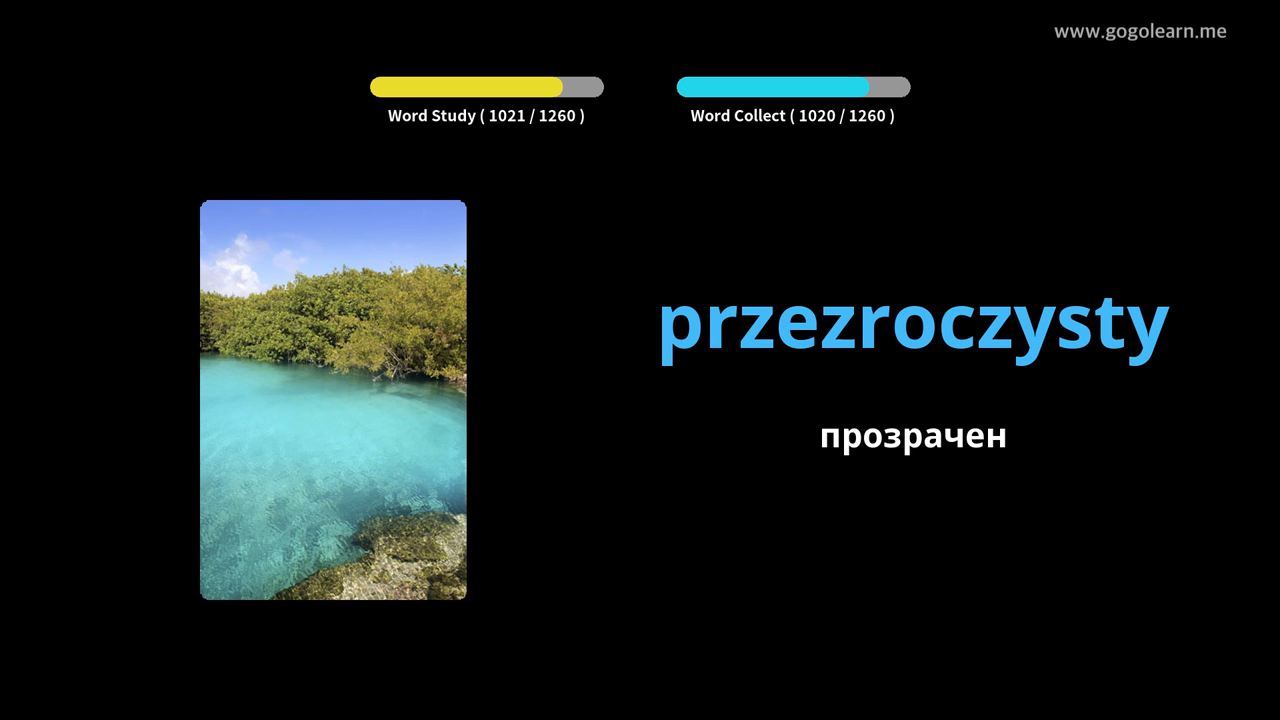 www.gogolearn.me
Word Study ( 1021 / 1260 )
Word Collect ( 1020 / 1260 )
przezroczysty
прозрачен